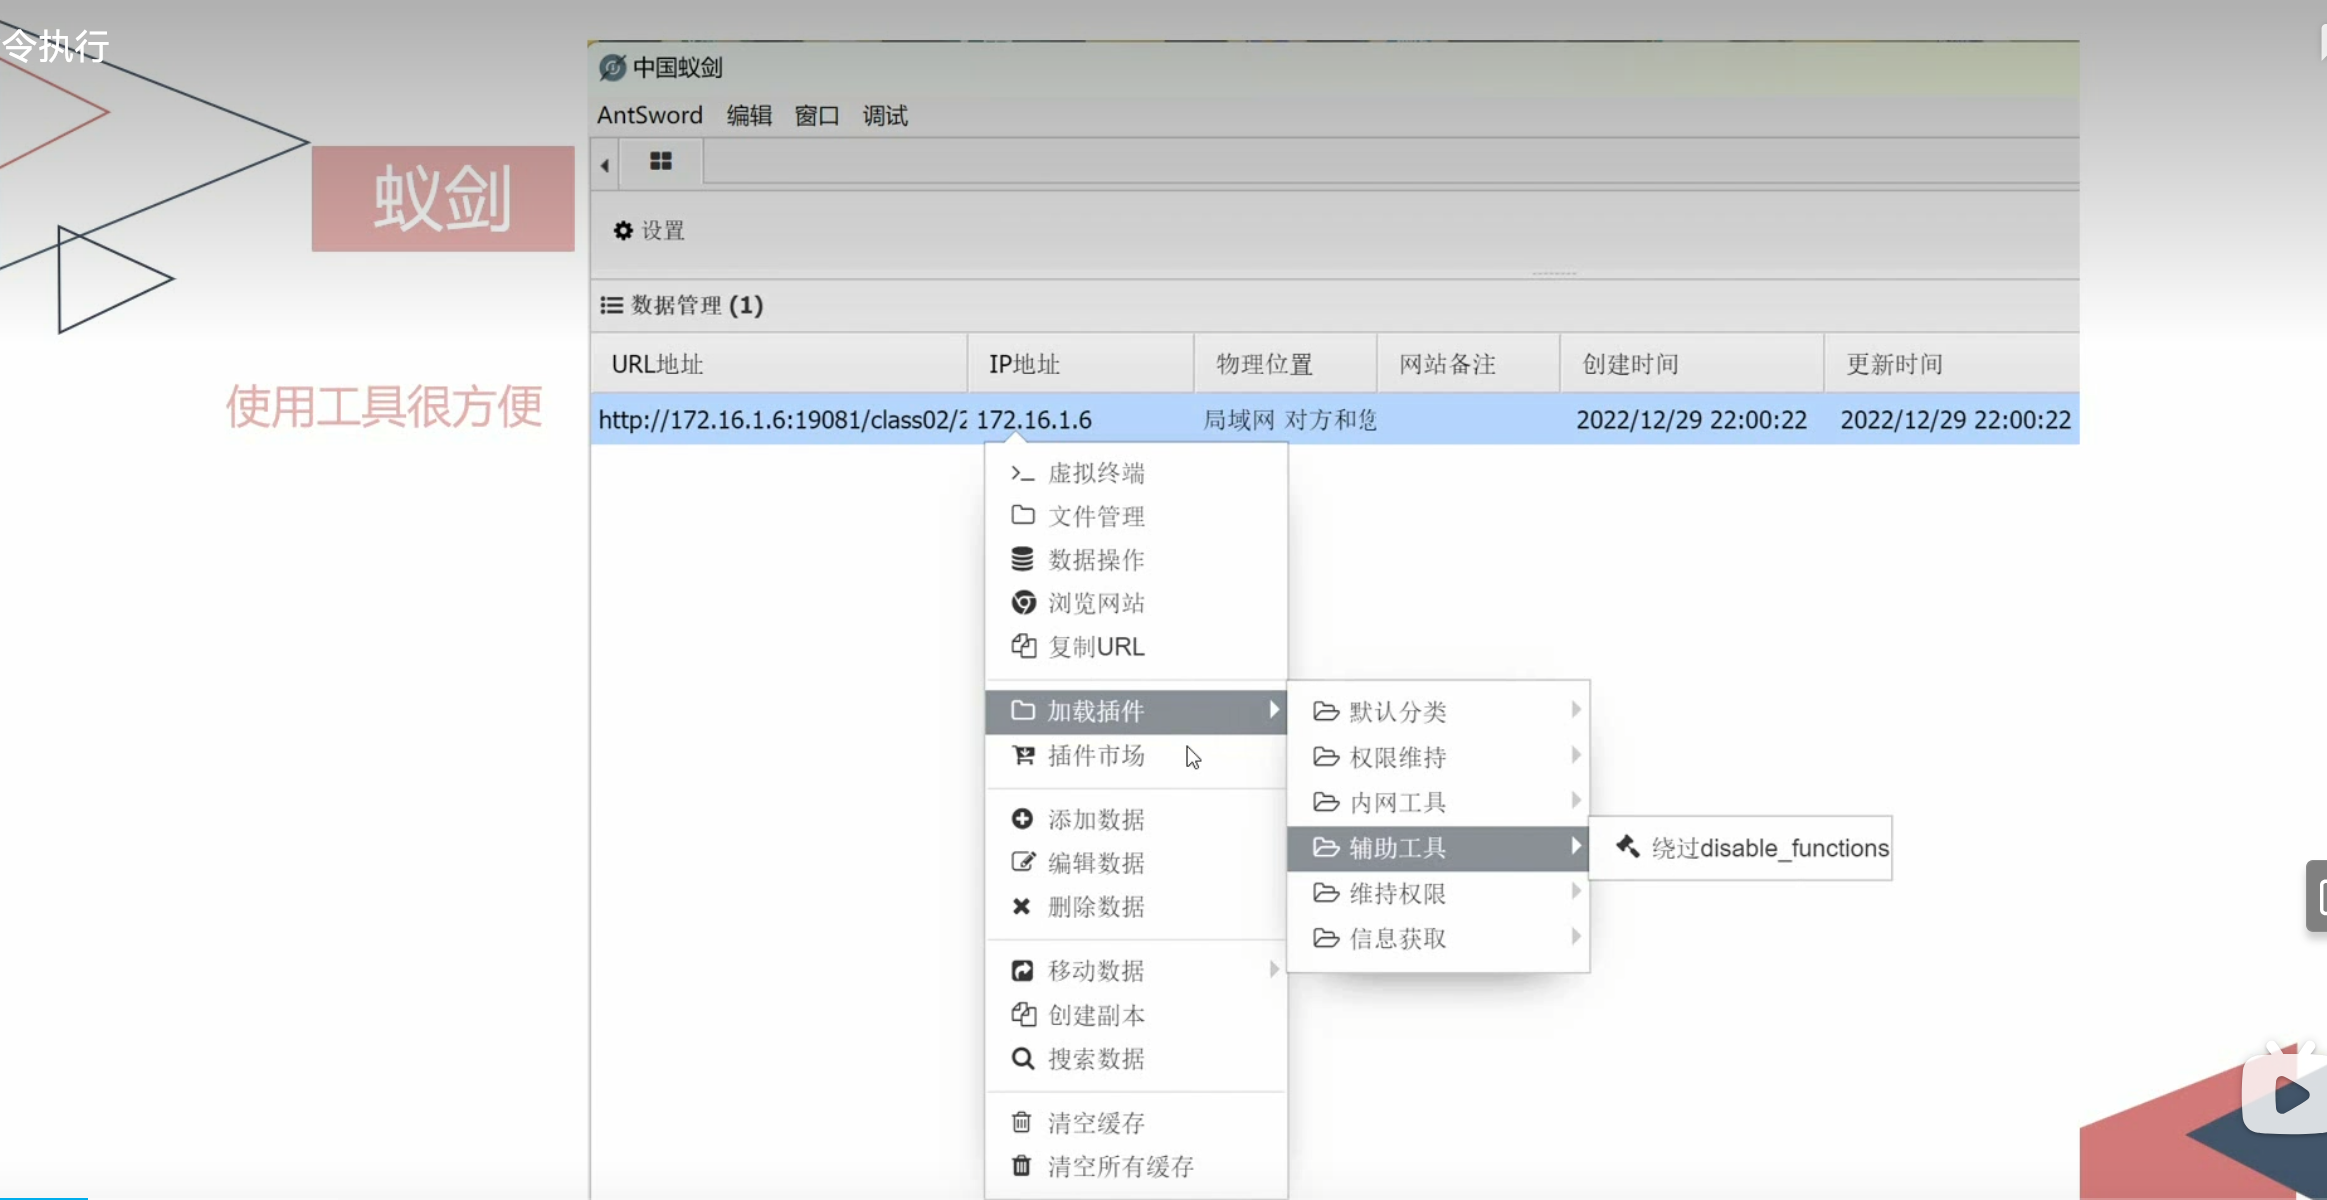 令执行
中国蚁剑
AntSword 编辑 窗口 调试
蚁剑
设置
数据管理 (1)
URL地址 IP地址 物理位置 网站备注 创建时间 更新时间
使用工具很方便
http://172.16.1.6:19081/class02/2 172.16.1.6 局域网 对方和您 2022/12/29 22:00:22 2022/12/29 22:00:22
虚拟终端
文件管理
数据操作
浏览网站
复制URL
加载插件
插件市场
添加数据
编辑数据
删除数据
移动数据
创建副本
搜索数据
清空缓存
清空所有缓存
默认分类
权限维持
内网工具
辅助工具
维持权限
信息获取
绕过disable_functions